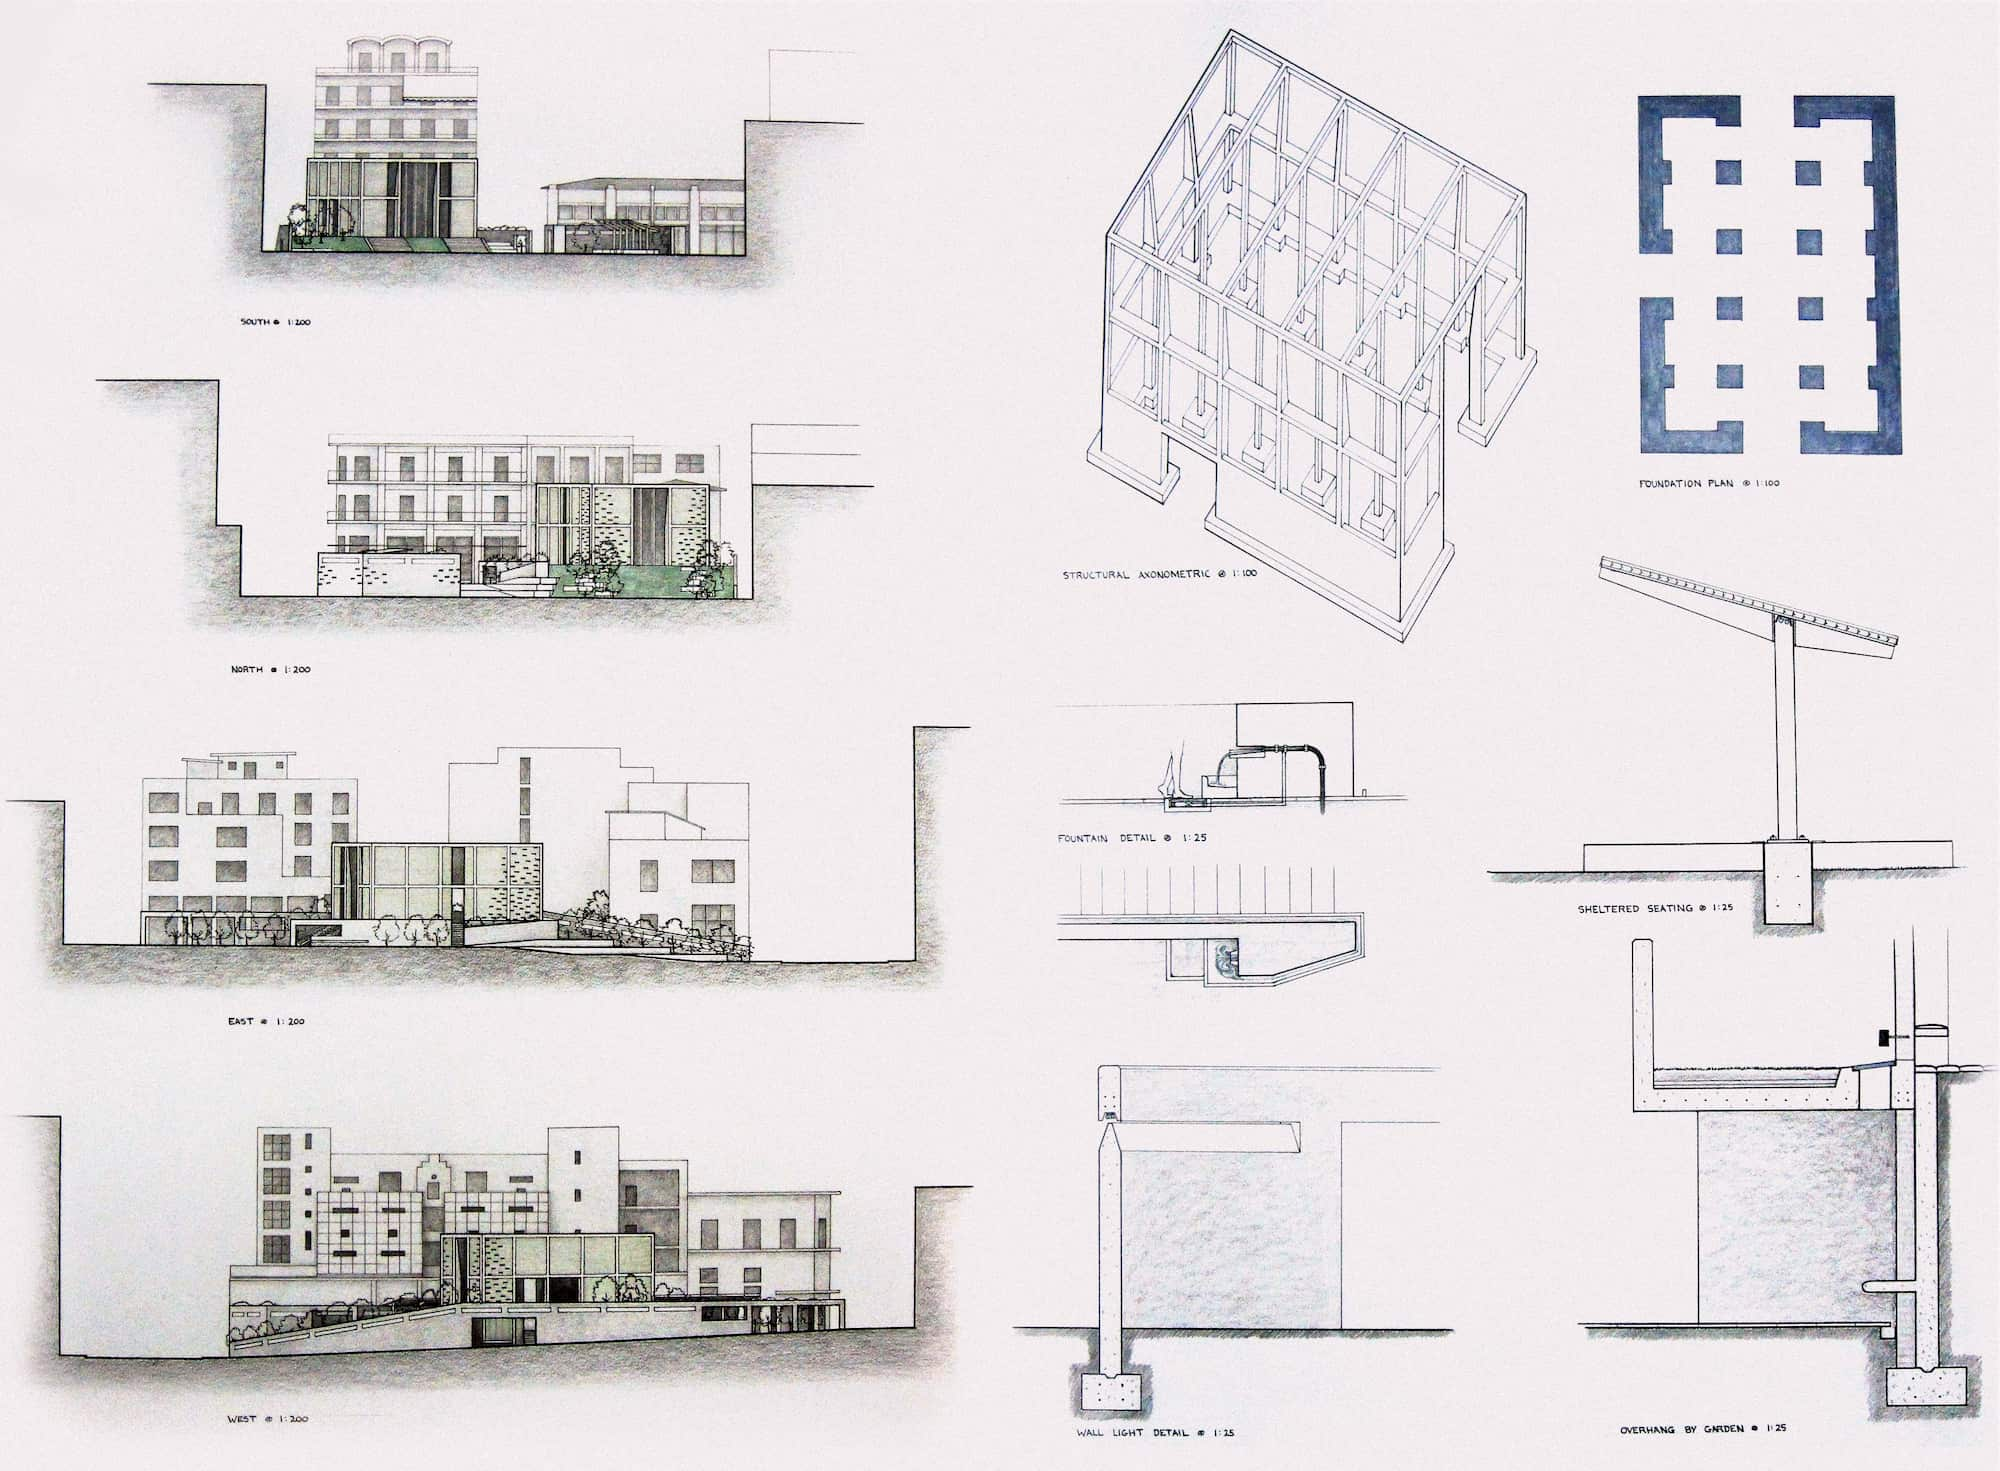 SOUTH @ 1:200
NORTH @ 1:200
EAST @ 1:200
WEST @ 1:200
STRUCTURAL AXONOMETRIC @ 1:100
FOUNDATION PLAN @ 1:100
FOUNTAIN DETAIL @ 1:25
SHELTERED SEATING @ 1:25
WALL LIGHT DETAIL @ 1:25
OVERHANG BY GARDEN @ 1:25